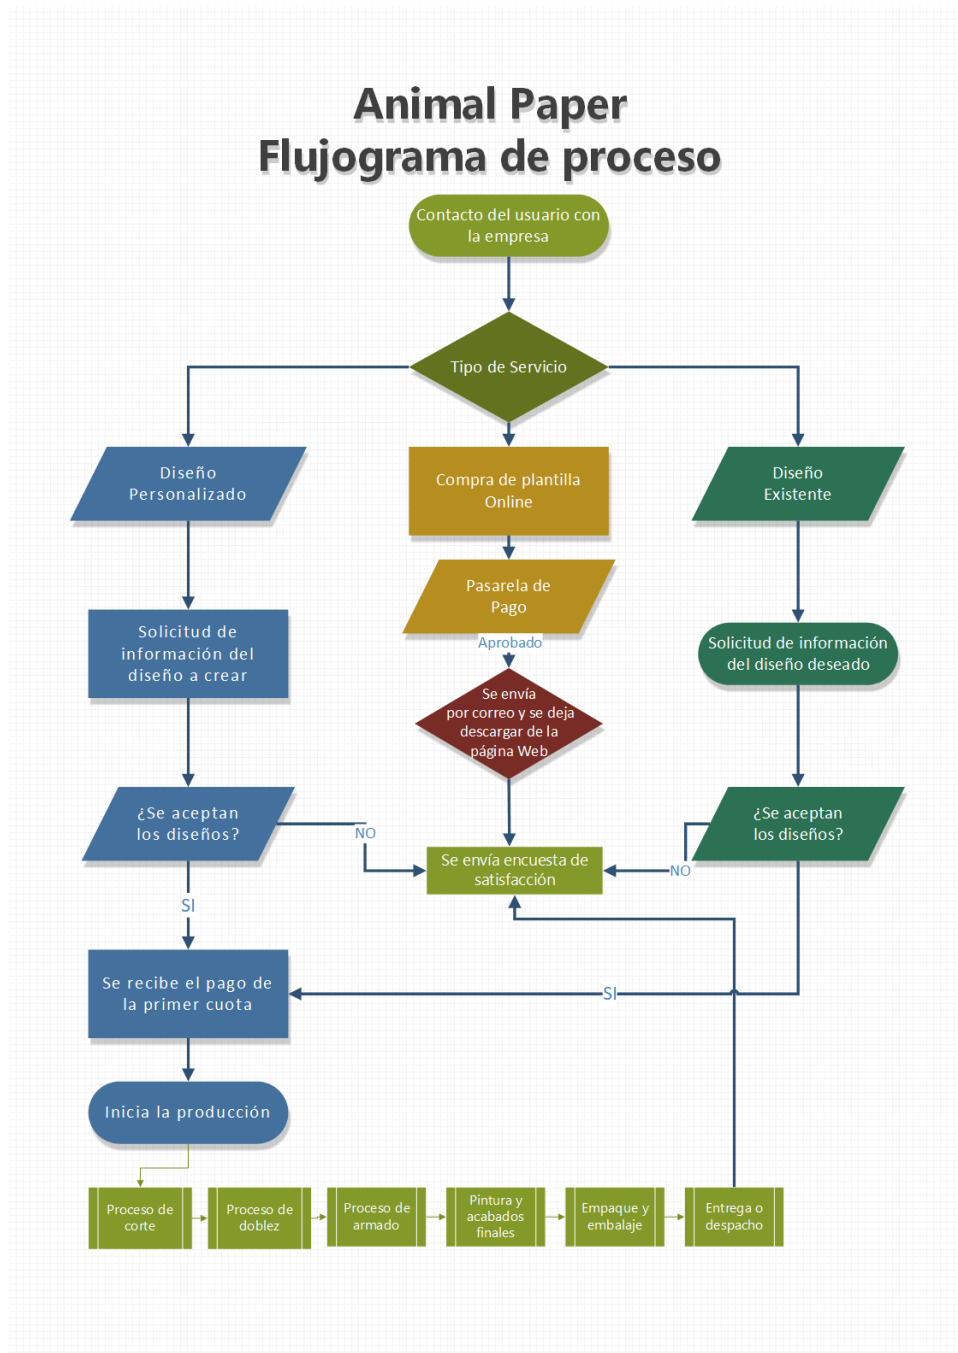 Animal Paper
Flujograma de proceso
Contacto del usuario con
la empresa
Tipo de Servicio
Diseño
Personalizado
Compra de plantilla
Online
Diseño
Existente
Pasarela de
Pago
Aprobado
Solicitud de
información del
diseño a crear
Solicitud de información
del diseño deseado
Se envía
por correo y se deja
descargar de la
página Web
¿Se aceptan
los diseños?
NO
¿Se aceptan
los diseños?
NO
Se envía encuesta de
satisfacción
SI
Se recibe el pago de
la primer cuota
SI
Inicia la producción
Proceso de
corte
Proceso de
doblez
Proceso de
armado
Pintura y
acabados
finales
Empaque y
embalaje
Entrega o
despacho